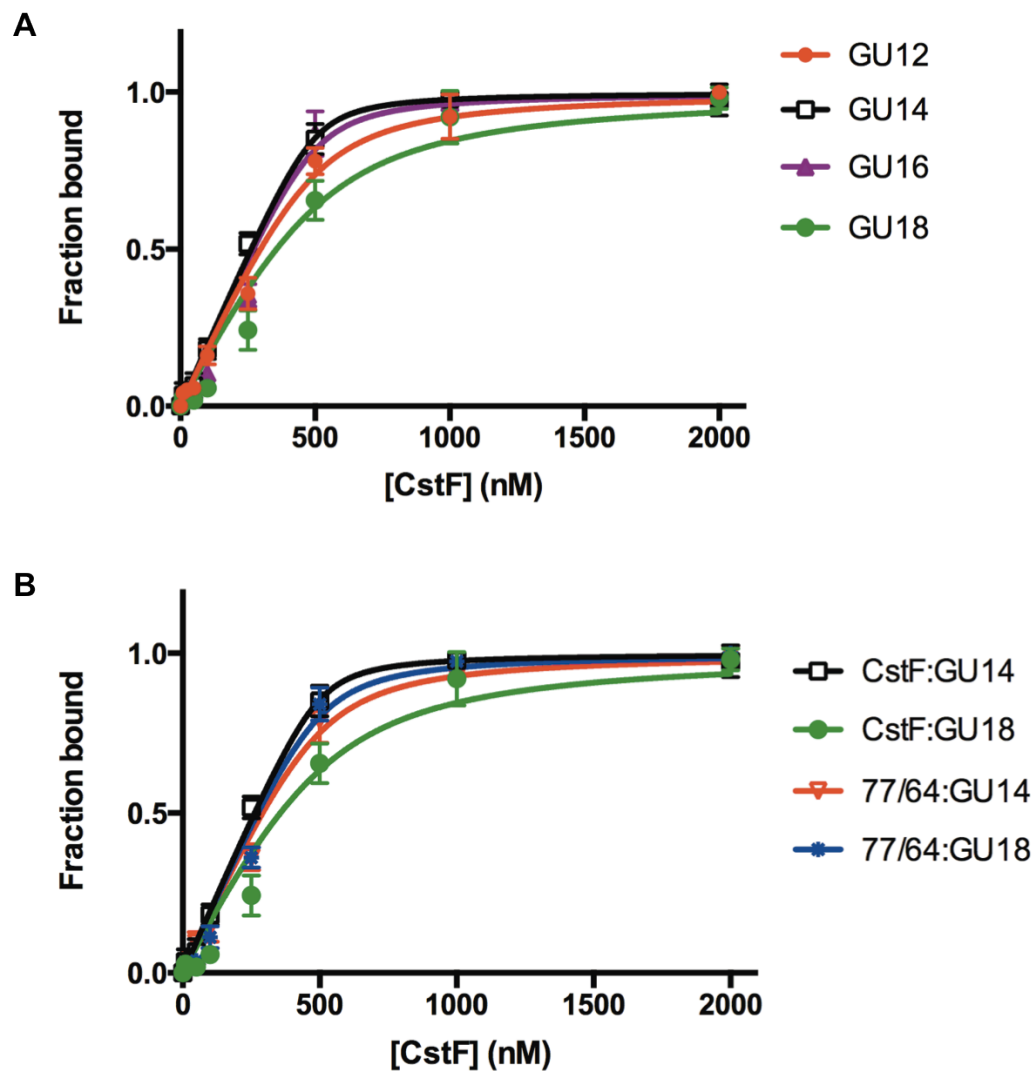 A
Fraction bound
1.0
0.5
0.0
0 500 1000 1500 2000
[CstF] (nM)
GU12
GU14
GU16
GU18
B
Fraction bound
1.0
0.5
0.0
0 500 1000 1500 2000
[CstF] (nM)
CstF:GU14
CstF:GU18
77/64:GU14
77/64:GU18